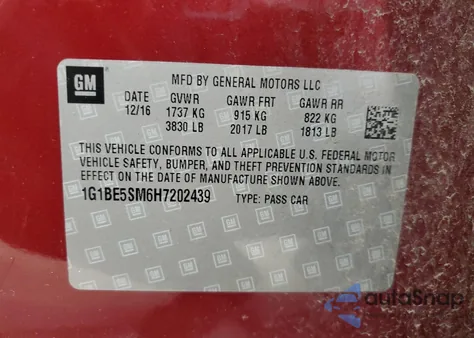 GM
MFD BY GENERAL MOTORS LLC
DATE GVWR GAWR FRT GAWR RR
12/16 1737 KG 915 KG 822 KG
3830 LB 2017 LB 1813 LB
THIS VEHICLE CONFORMS TO ALL APPLICABLE U.S. FEDERAL MOTOR
VEHICLE SAFETY, BUMPER, AND THEFT PREVENTION STANDARDS IN
EFFECT ON THE DATE OF MANUFACTURE SHOWN ABOVE.
1G1BE5SM6H7202439 TYPE: PASS CAR
autoSnap